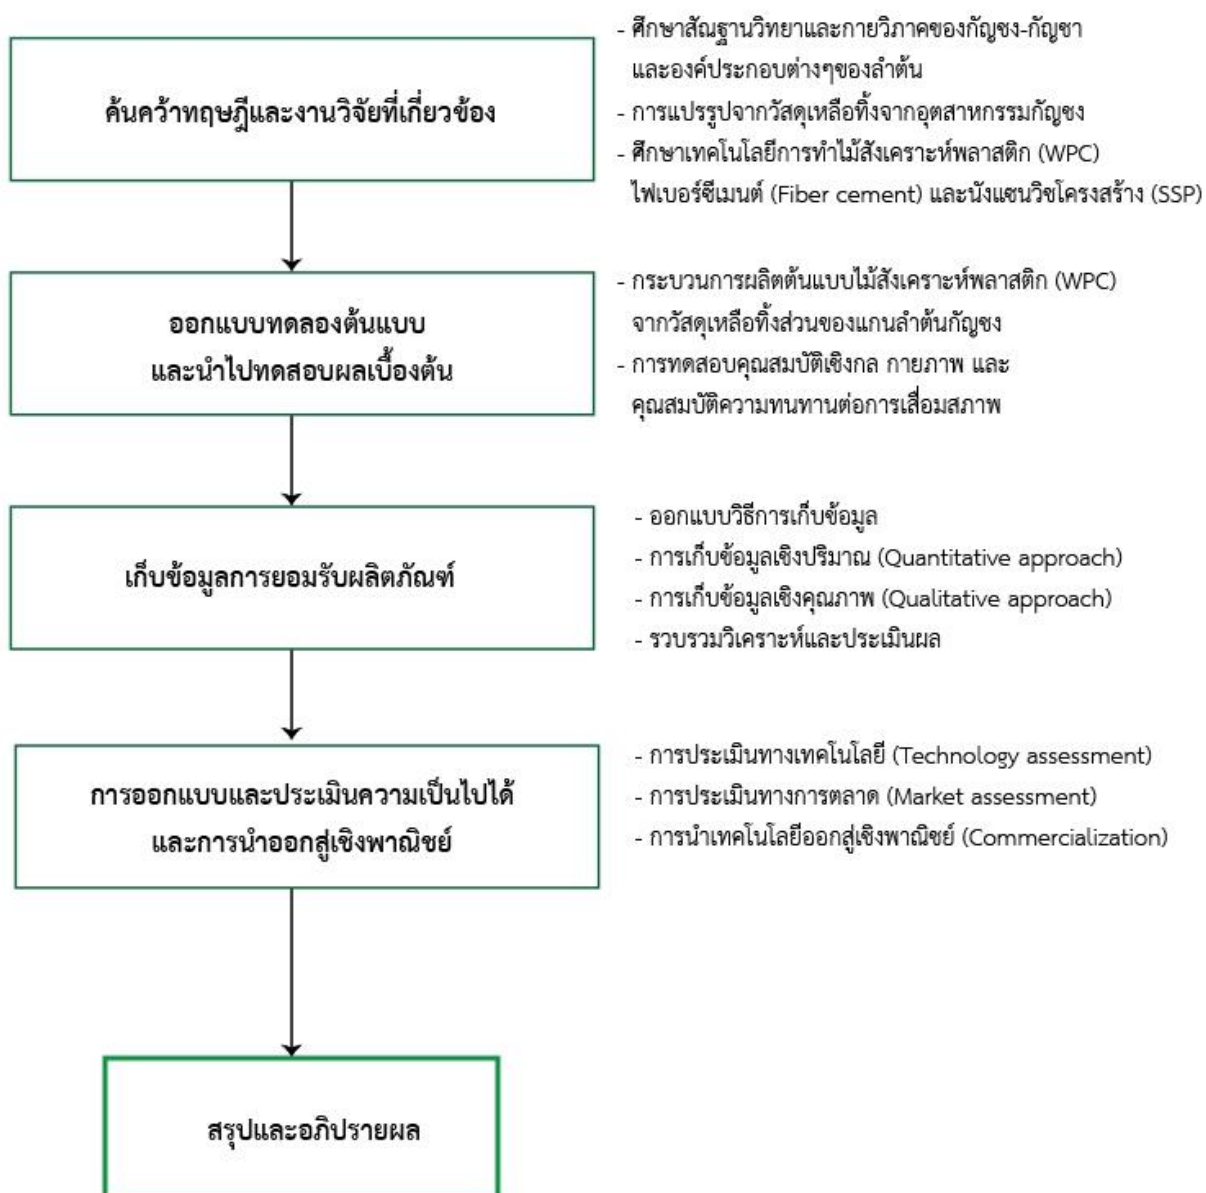 ค้นคว้าทฤษฎีและงานวิจัยที่เกี่ยวข้อง
- ศึกษาสัณฐานวิทยาและกายวิภาคของกัญชง-กัญชา
และองค์ประกอบต่างๆของลำต้น
- การแปรรูปจากวัสดุเหลือทิ้งจากอุตสาหกรรมกัญชง
- ศึกษาเทคโนโลยีการทำไม้สังเคราะห์พลาสติก (WPC)
ไฟเบอร์ซีเมนต์ (Fiber cement) และนังแซนวิชโครงสร้าง (SSP)
ออกแบบทดลองต้นแบบ
และนำไปทดสอบผลเบื้องต้น
- กระบวนการผลิตต้นแบบไม้สังเคราะห์พลาสติก (WPC)
จากวัสดุเหลือทิ้งส่วนของแกนลำต้นกัญชง
- การทดสอบคุณสมบัติเชิงกล กายภาพ และ
คุณสมบัติความทนทานต่อการเสื่อมสภาพ
เก็บข้อมูลการยอมรับผลิตภัณฑ์
- ออกแบบวิธีการเก็บข้อมูล
- การเก็บข้อมูลเชิงปริมาณ (Quantitative approach)
- การเก็บข้อมูลเชิงคุณภาพ (Qualitative approach)
- รวบรวมวิเคราะห์และประเมินผล
การออกแบบและประเมินความเป็นไปได้
และการนำออกสู่เชิงพาณิชย์
- การประเมินทางเทคโนโลยี (Technology assessment)
- การประเมินทางการตลาด (Market assessment)
- การนำเทคโนโลยีออกสู่เชิงพาณิชย์ (Commercialization)
สรุปและอภิปรายผล